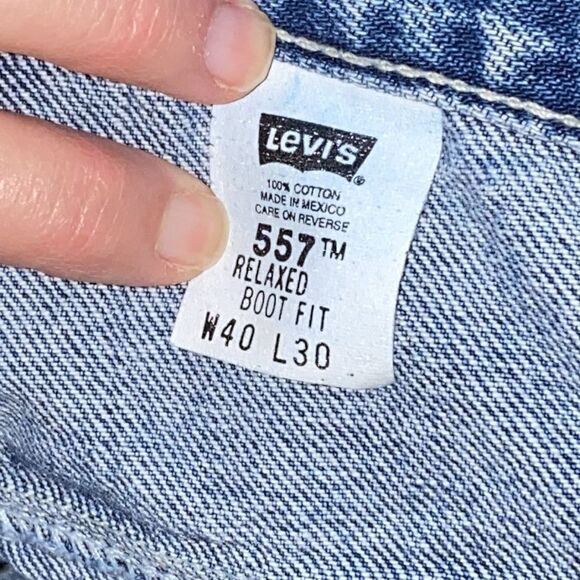 Levi's
®
100% COTTON
MADE IN MEXICO
CARE ON REVERSE
557™
RELAXED
BOOT FIT
W40 L30